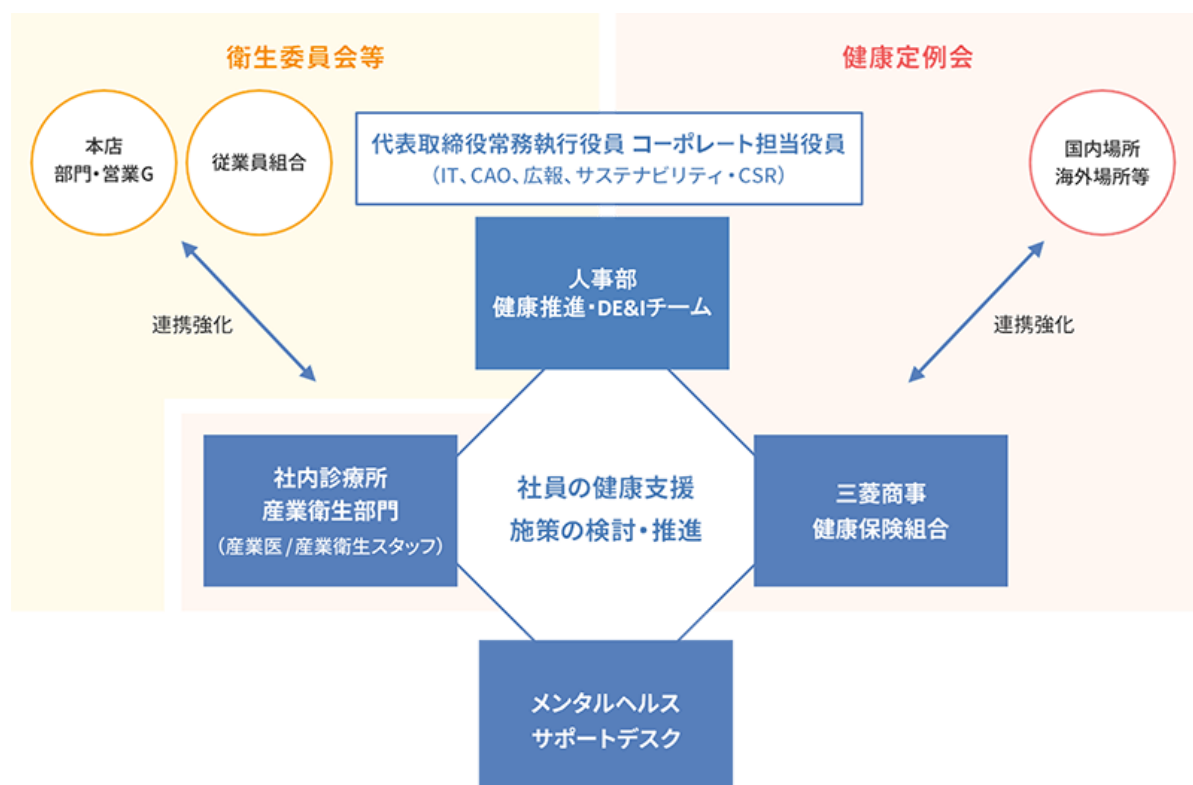 衛生委員会等
健康定例会
本店
部門・営業G
従業員組合
代表取締役常務執行役員 コーポレート担当役員
（IT、CAO、広報、サステナビリティ・CSR）
国内場所
海外場所等
人事部
健康推進・DE&Iチーム
連携強化
連携強化
社内診療所
産業衛生部門
（産業医/産業衛生スタッフ）
社員の健康支援
施策の検討・推進
三菱商事
健康保険組合
メンタルヘルス
サポートデスク